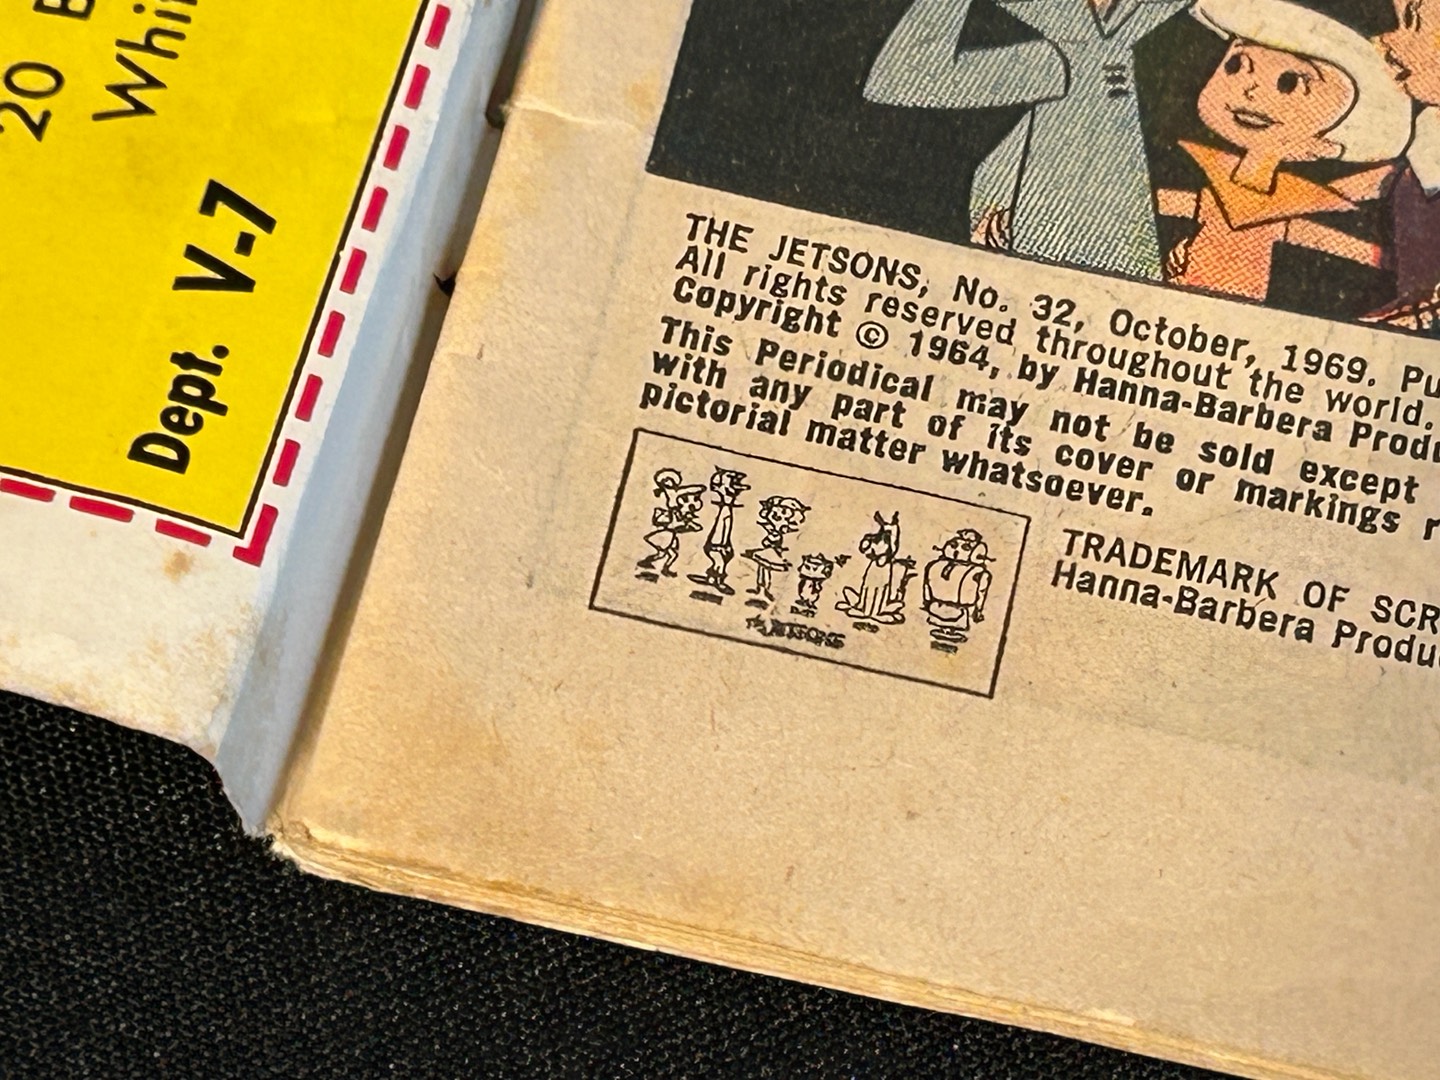 20 B
Whi
Dept. V-7
THE JETSONS, No. 32, October, 1969. Pu
All rights reserved throughout the world.
Copyright © 1964, by Hanna-Barbera Produ
This Periodical may not be sold except
with any part of its cover or markings r
pictorial matter whatsoever.
TRADEMARK OF SCR
Hanna-Barbera Produ
JETSONS